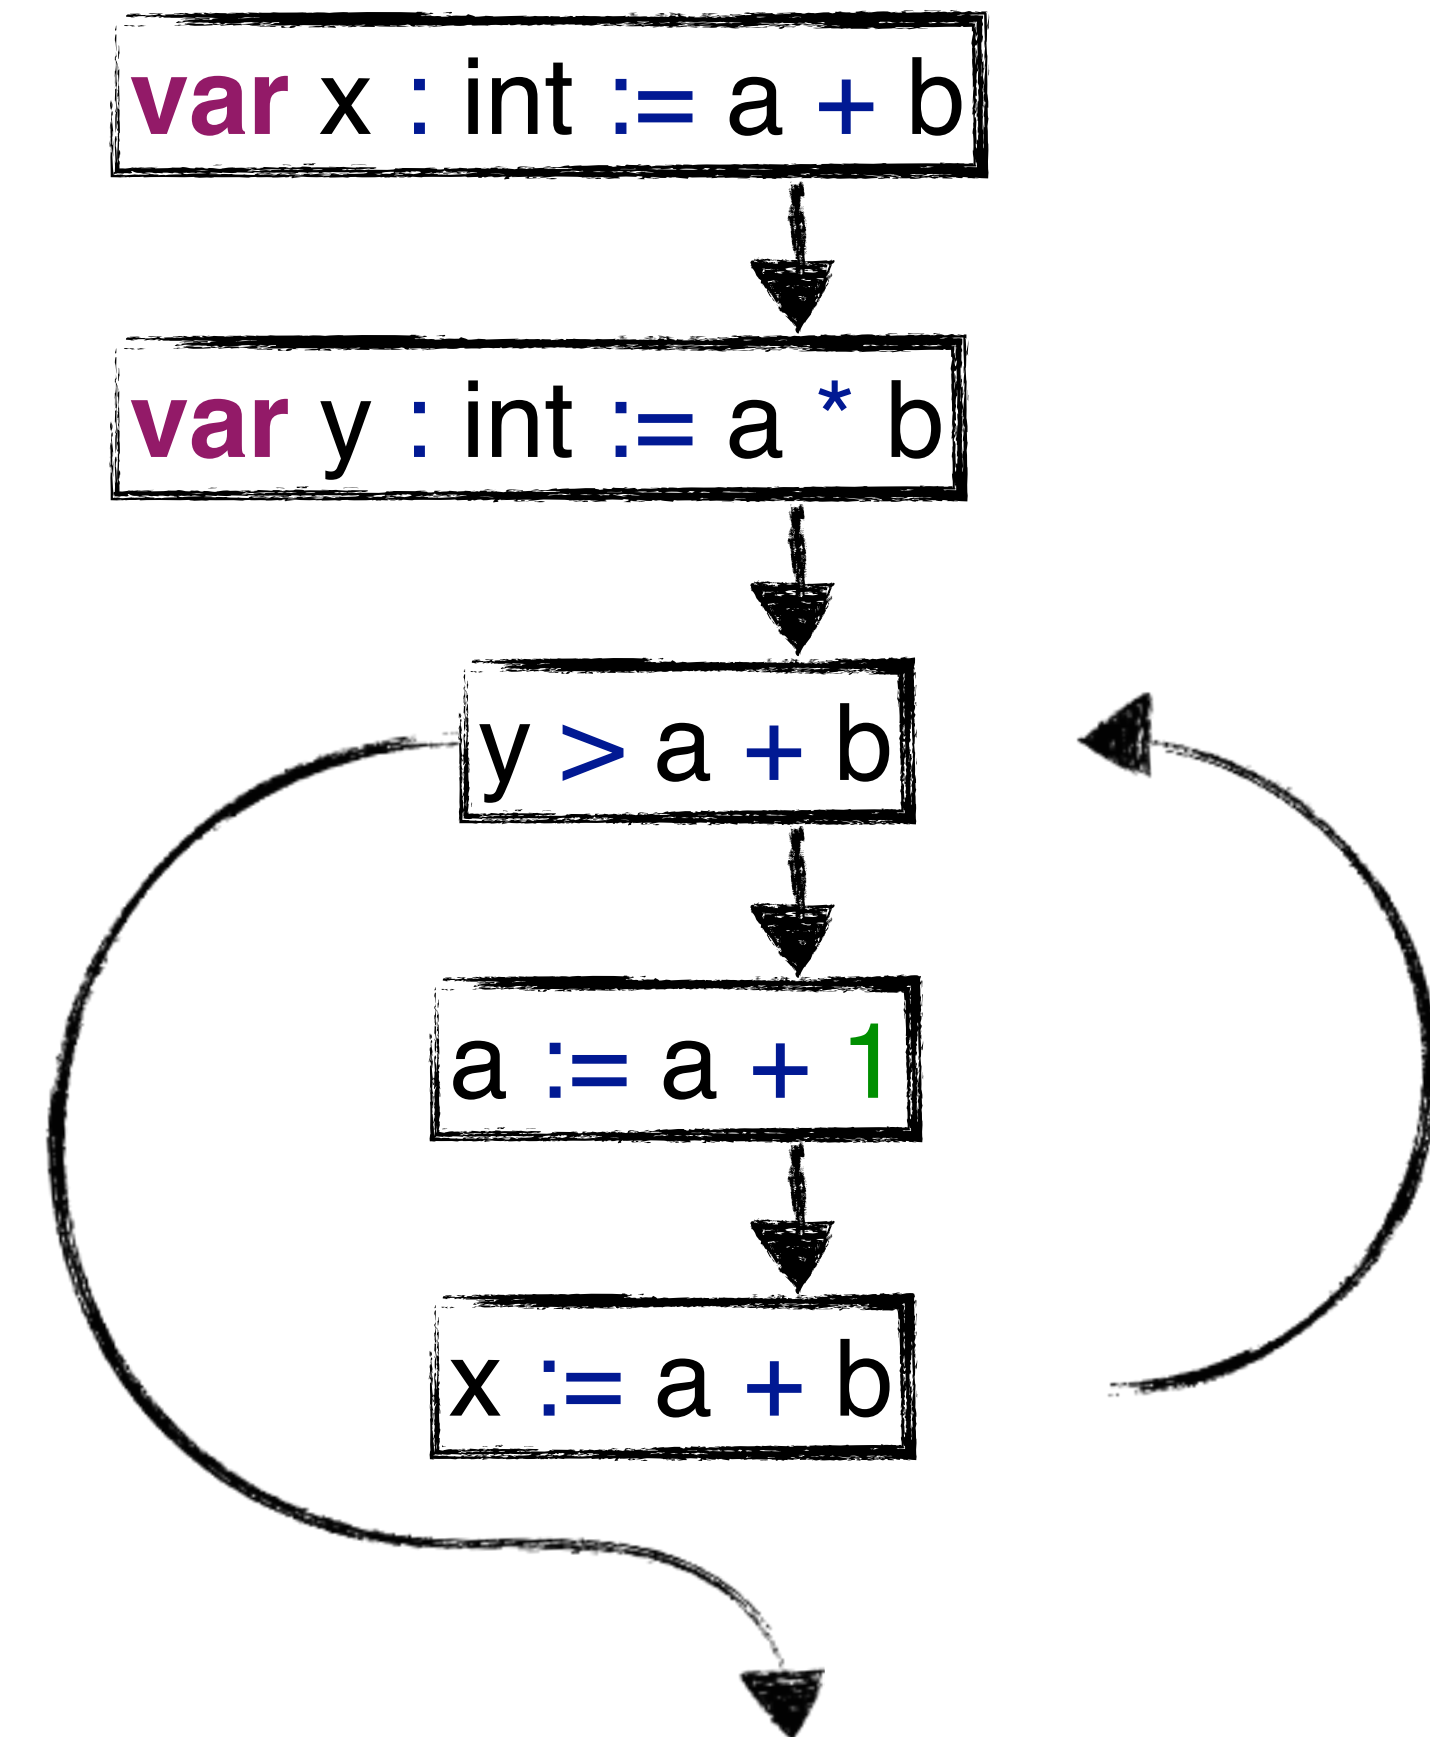 var x : int := a + b
var y : int := a * b
y > a + b
a := a + 1
x := a + b